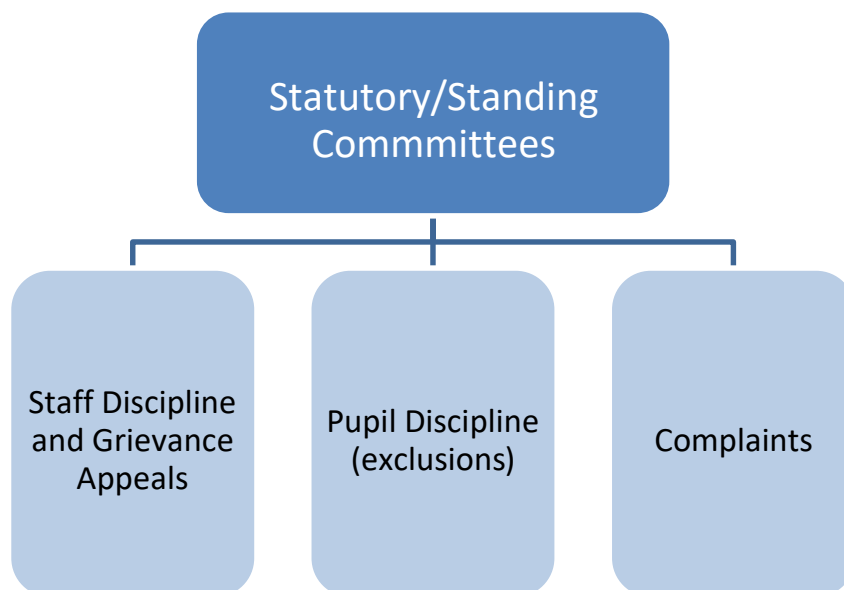 Statutory/Standing
Commmittees
Staff Discipline
and Grievance
Appeals
Pupil Discipline
(exclusions)
Complaints